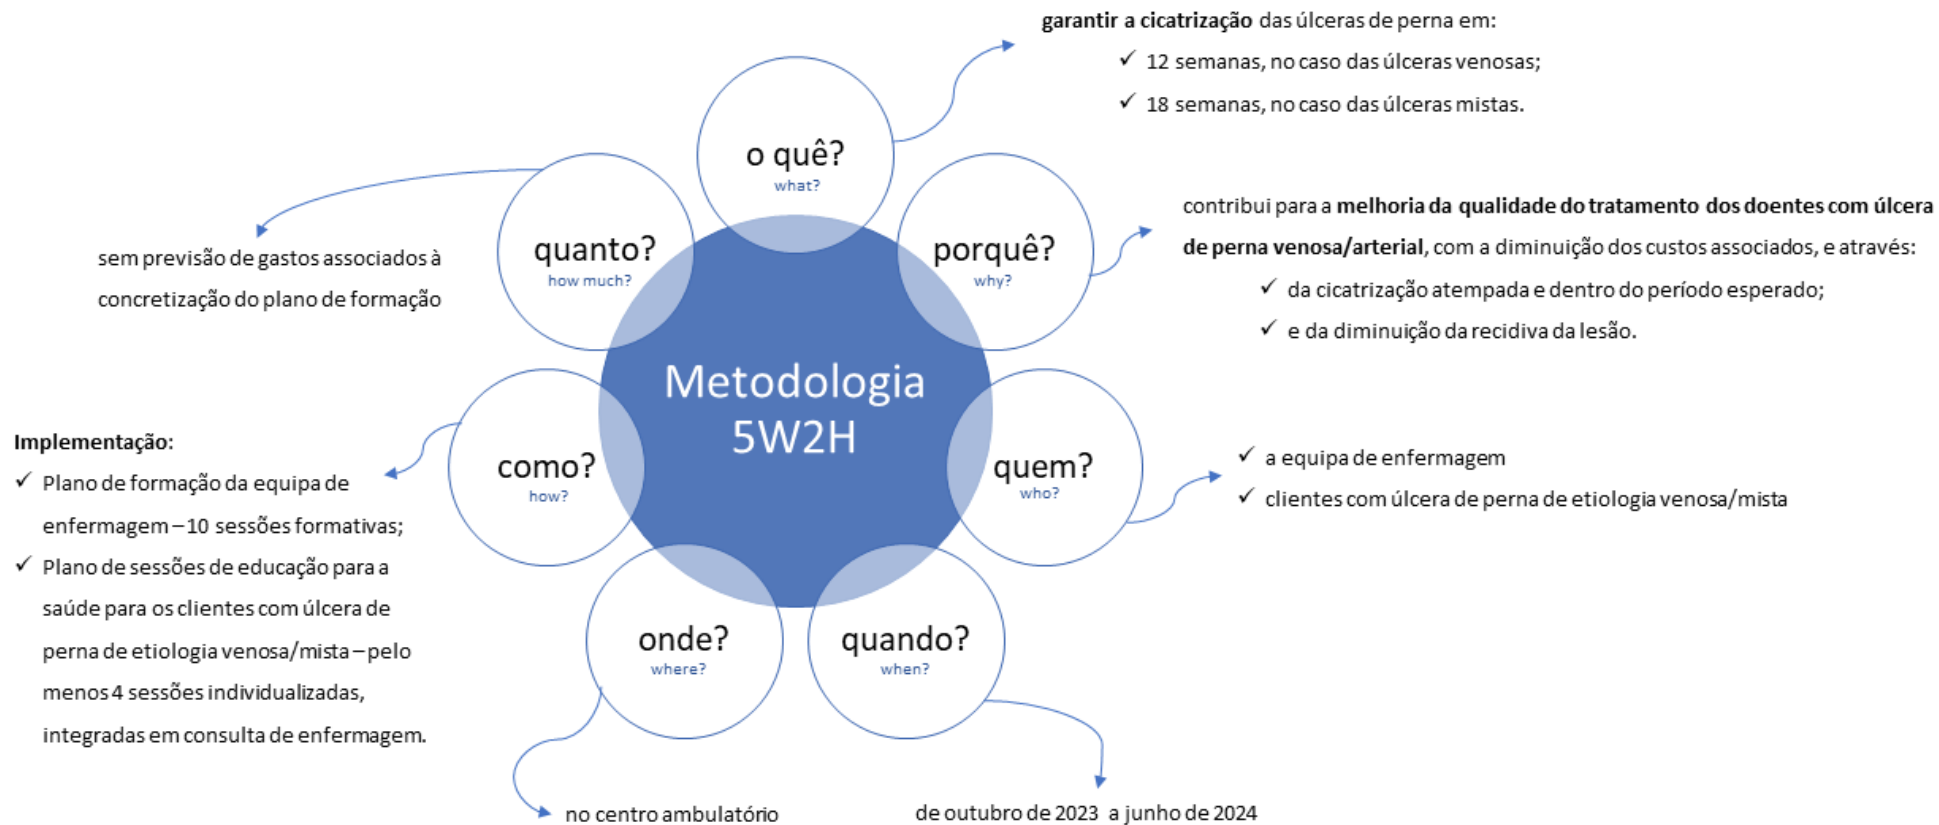 garantir a cicatrização das úlceras de perna em:
✓ 12 semanas, no caso das úlceras venosas;
✓ 18 semanas, no caso das úlceras mistas.
o quê?
what?
porquê?
why?
contribui para a melhoria da qualidade do tratamento dos doentes com úlcera
de perna venosa/arterial, com a diminuição dos custos associados, e através:
✓ da cicatrização atempada e dentro do período esperado;
✓ e da diminuição da recidiva da lesão.
quanto?
how much?
sem previsão de gastos associados à
concretização do plano de formação
Metodologia
5W2H
quem?
who?
✓ a equipa de enfermagem
✓ clientes com úlcera de perna de etiologia venosa/mista
como?
how?
Implementação:
✓ Plano de formação da equipa de
enfermagem – 10 sessões formativas;
✓ Plano de sessões de educação para a
saúde para os clientes com úlcera de
perna de etiologia venosa/mista – pelo
menos 4 sessões individualizadas,
integradas em consulta de enfermagem.
onde?
where?
no centro ambulatório
quando?
when?
de outubro de 2023 a junho de 2024